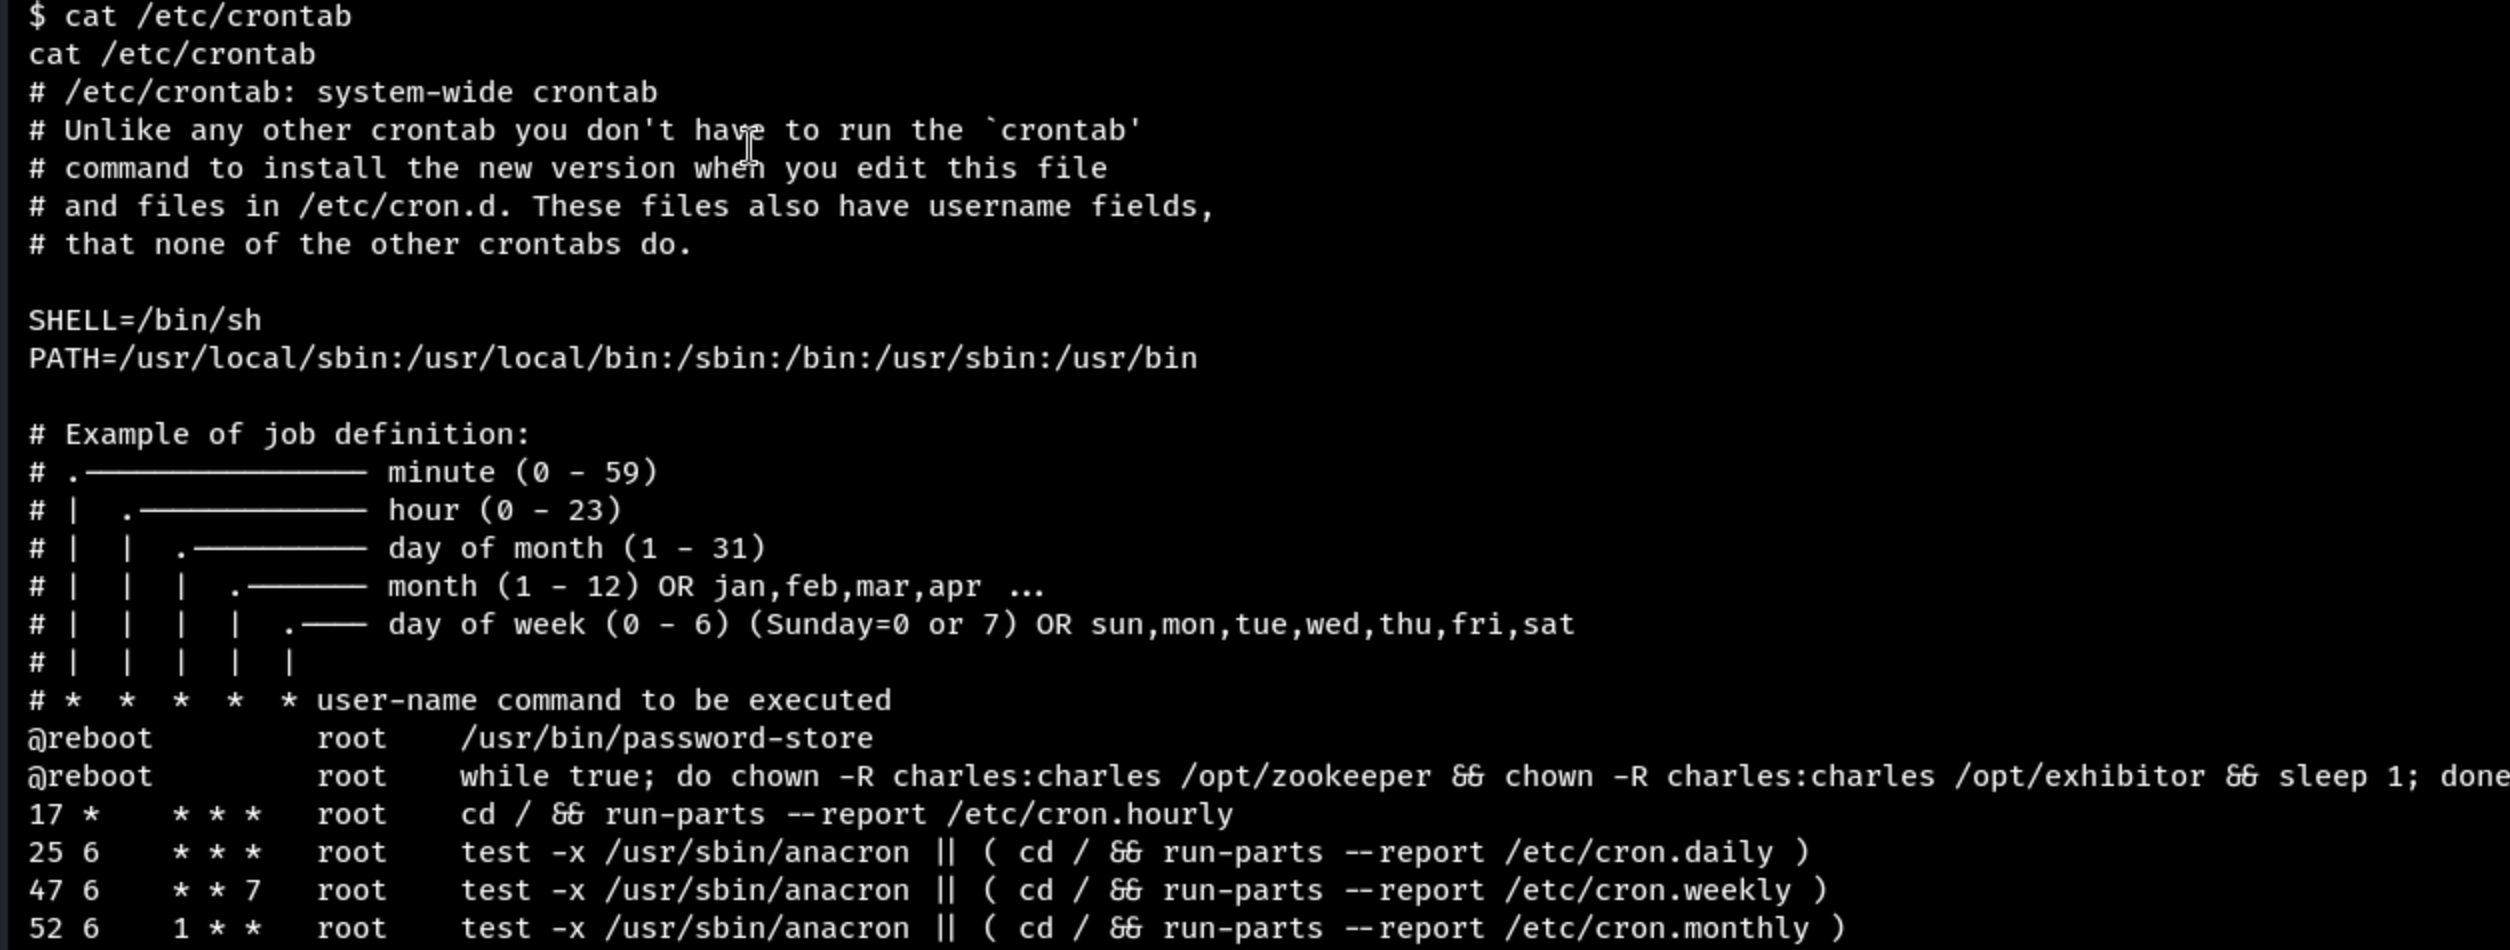 $ cat /etc/crontab
cat /etc/crontab
# /etc/crontab: system-wide crontab
# Unlike any other crontab you don't have to run the `crontab'
# command to install the new version when you edit this file
# and files in /etc/cron.d. These files also have username fields,
# that none of the other crontabs do.

SHELL=/bin/sh
PATH=/usr/local/sbin:/usr/local/bin:/sbin:/bin:/usr/sbin:/usr/bin

# Example of job definition:
# .---------------- minute (0 - 59)
# |  .------------- hour (0 - 23)
# |  |  .---------- day of month (1 - 31)
# |  |  |  .------- month (1 - 12) OR jan,feb,mar,apr ...
# |  |  |  |  .---- day of week (0 - 6) (Sunday=0 or 7) OR sun,mon,tue,wed,thu,fri,sat
# |  |  |  |  |
# *  *  *  *  * user-name command to be executed
@reboot         root    /usr/bin/password-store
@reboot         root    while true; do chown -R charles:charles /opt/zookeeper && chown -R charles:charles /opt/exhibitor && sleep 1; done
17 *    * * *   root    cd / && run-parts --report /etc/cron.hourly
25 6    * * *   root    test -x /usr/sbin/anacron || ( cd / && run-parts --report /etc/cron.daily )
47 6    * * 7   root    test -x /usr/sbin/anacron || ( cd / && run-parts --report /etc/cron.weekly )
52 6    1 * *   root    test -x /usr/sbin/anacron || ( cd / && run-parts --report /etc/cron.monthly )